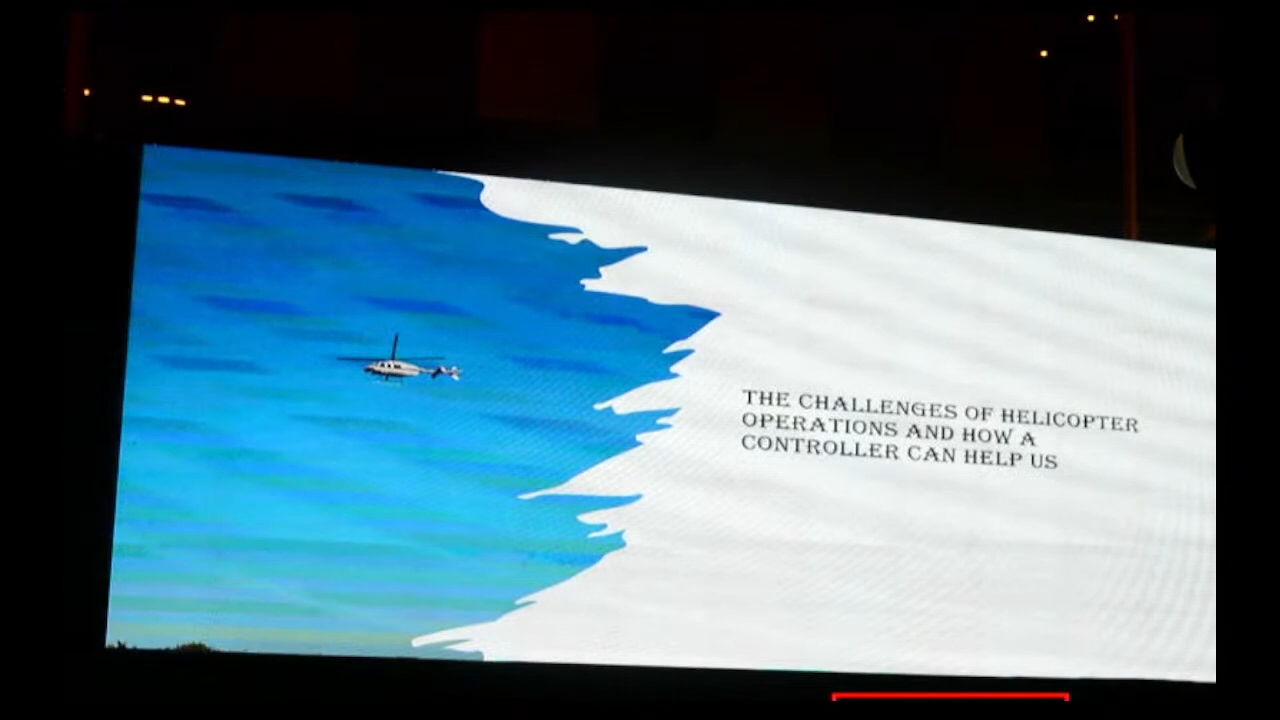 THE CHALLENGES OF HELICOPTER
OPERATIONS AND HOW A
CONTROLLER CAN HELP US